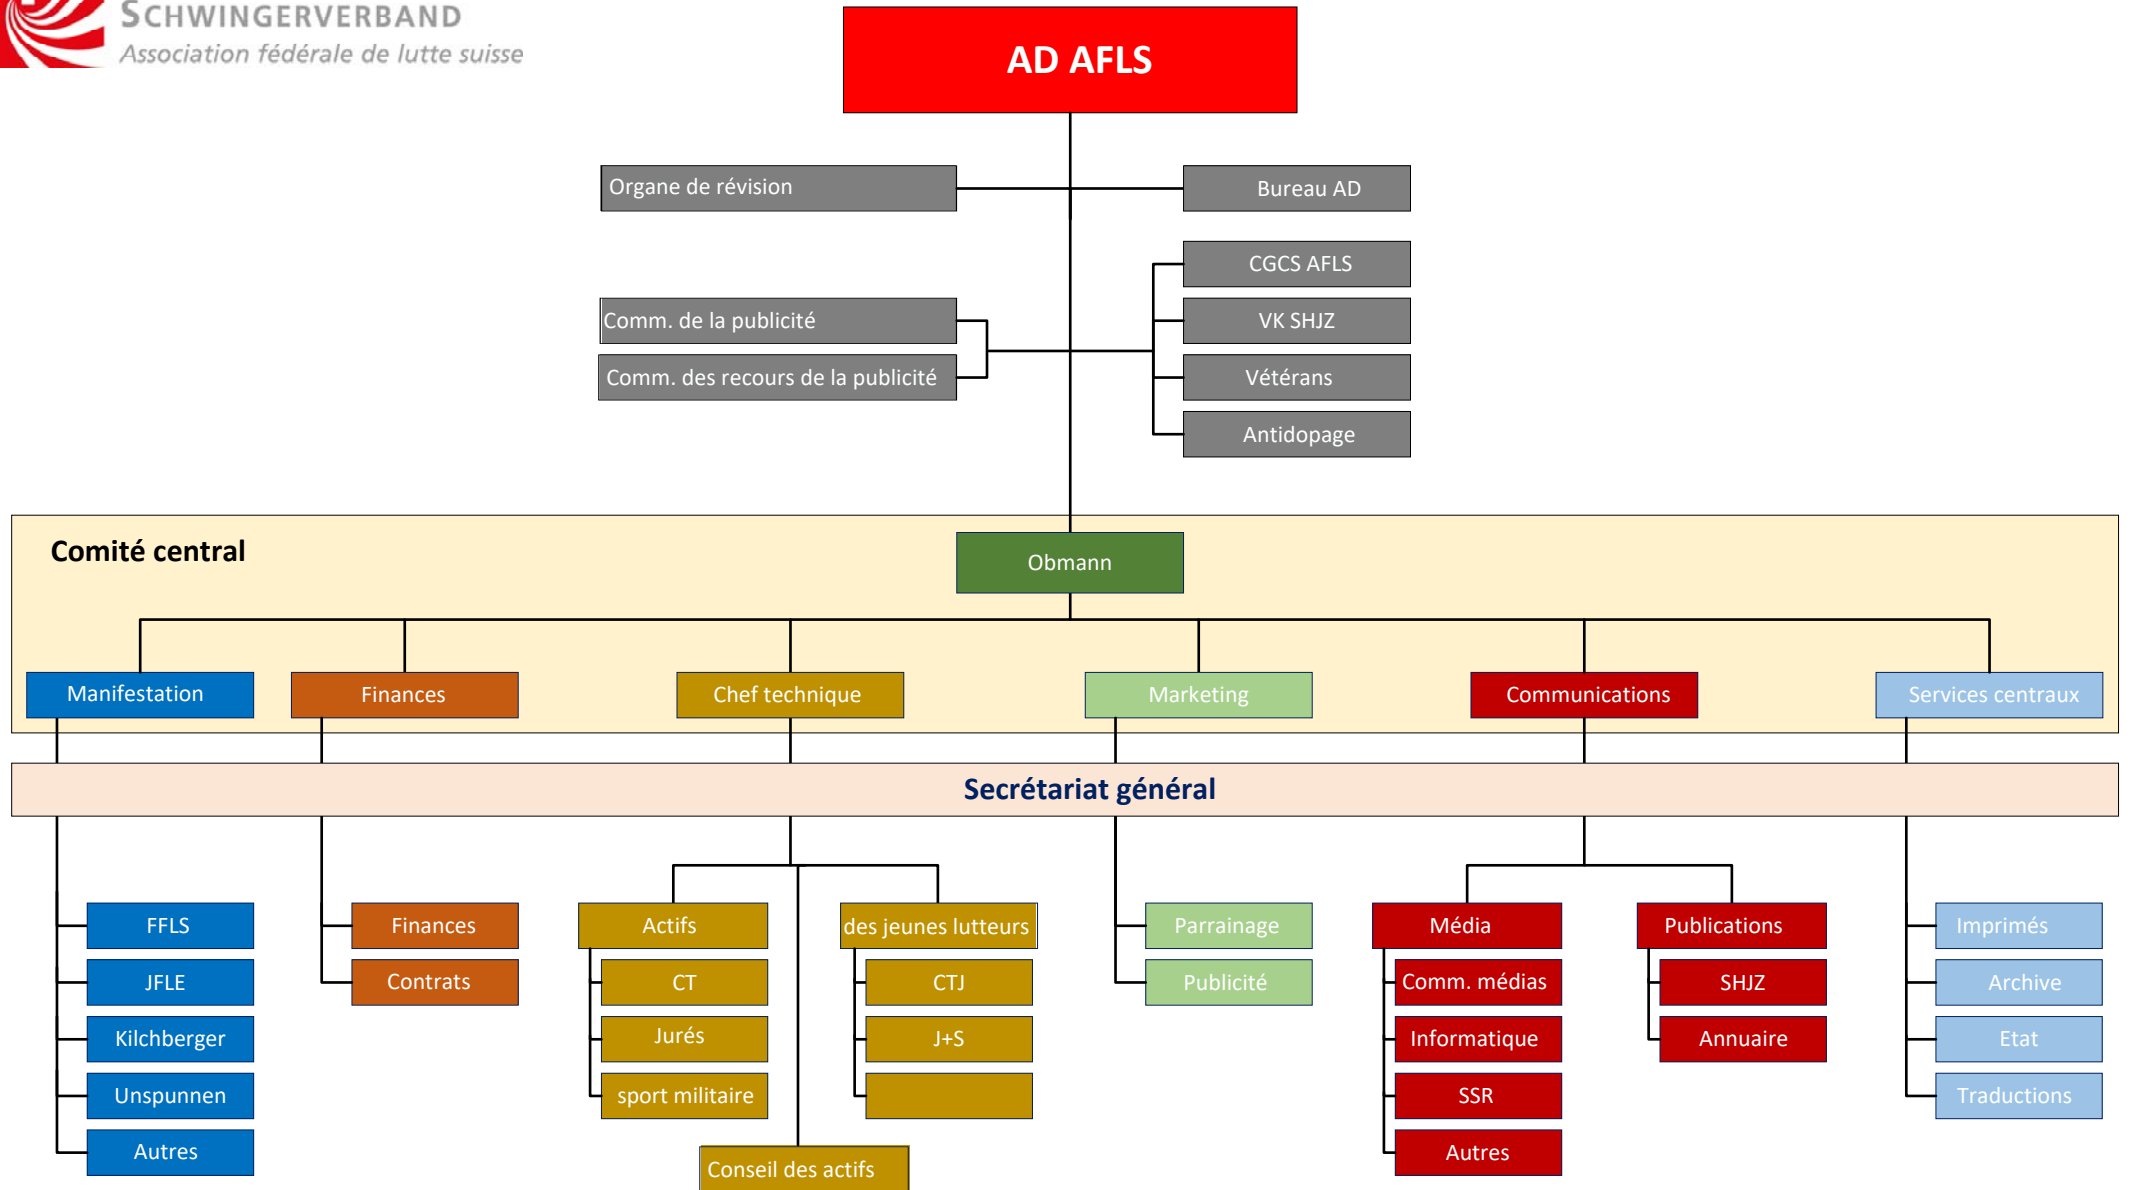 SCHWINGERVERBAND
Association fédérale de lutte suisse
AD AFLS
Organe de révision
Bureau AD
CGCS AFLS
Comm. de la publicité
VK SHJZ
Comm. des recours de la publicité
Vétérans
Antidopage
Comité central
Obmann
Manifestation
Finances
Chef technique
Marketing
Communications
Services centraux
Secrétariat général
FFLS
JFLE
Kilchberger
Unspunnen
Autres
Finances
Contrats
Actifs
CT
Jurés
sport militaire
des jeunes lutteurs
CTJ
J+S
Conseil des actifs
Parrainage
Publicité
Média
Comm. médias
Informatique
SSR
Autres
Publications
SHJZ
Annuaire
Imprimés
Archive
Etat
Traductions